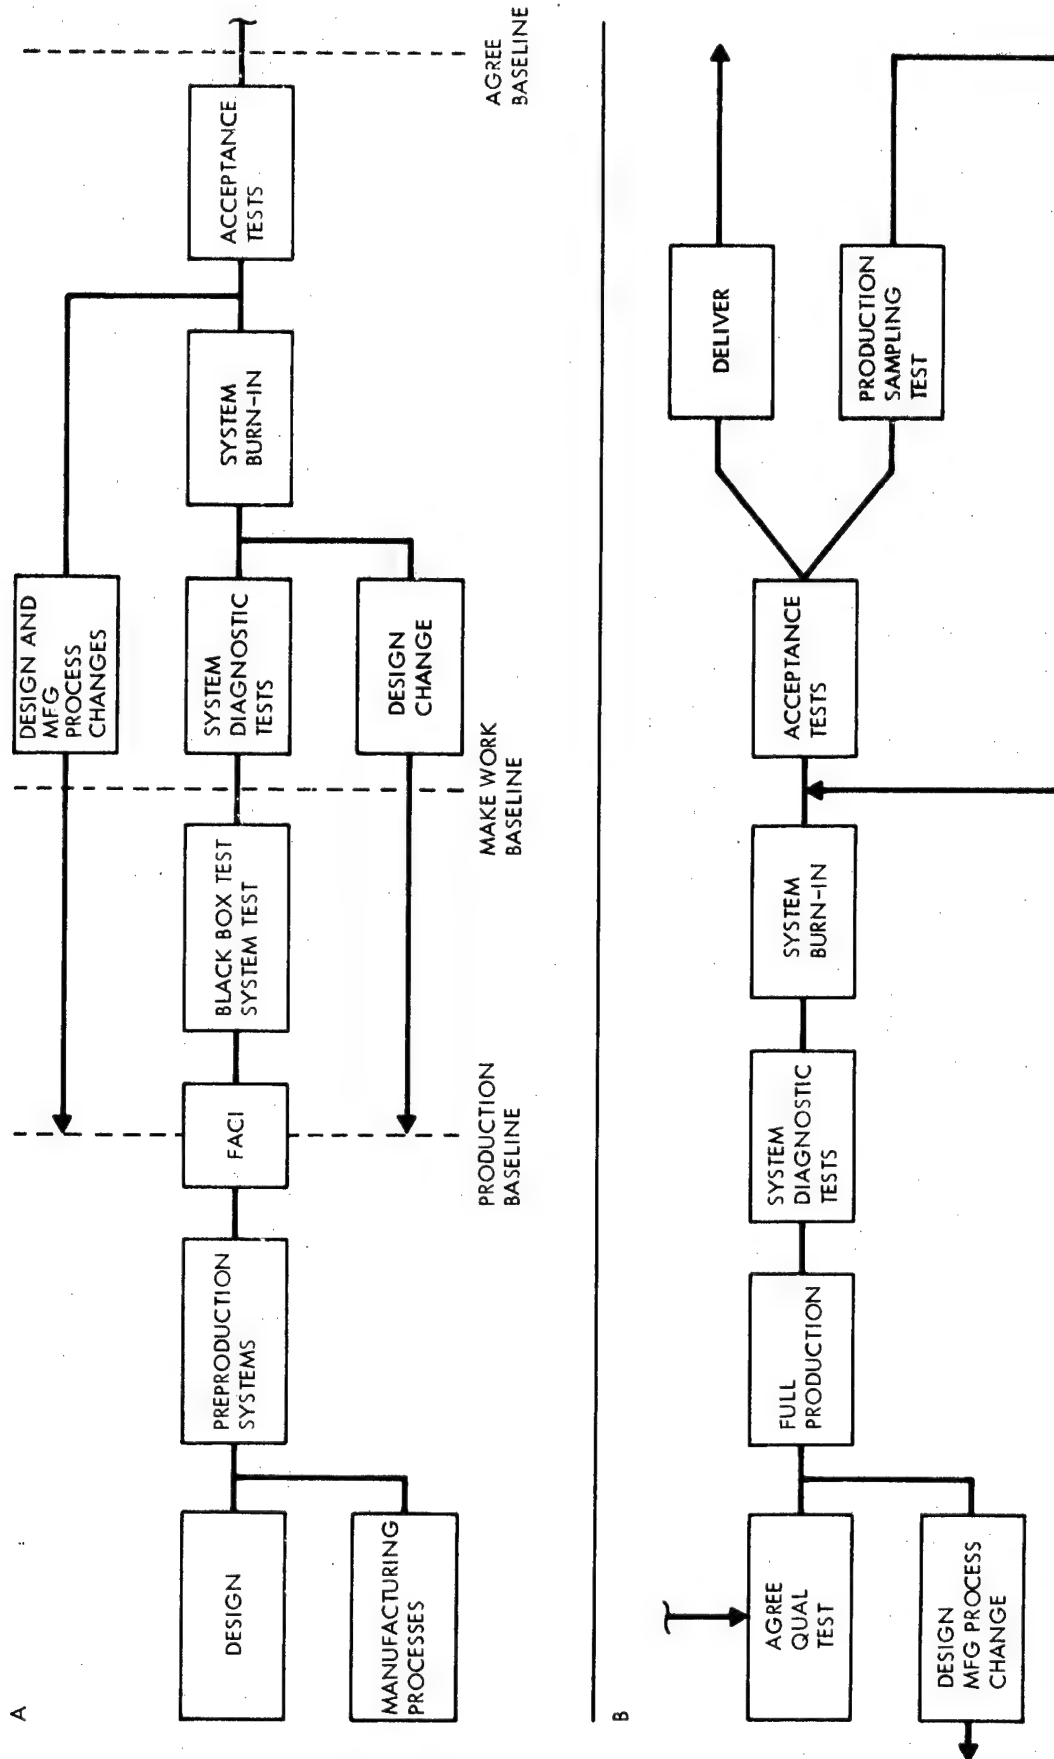 A
DESIGN
MANUFACTURING
PROCESSES
PREPRODUCTION
SYSTEMS
FACI
PRODUCTION
BASELINE
BLACK BOX TEST
SYSTEM TEST
MAKE WORK
BASELINE
DESIGN AND
MFG
PROCESS
CHANGES
SYSTEM
DIAGNOSTIC
TESTS
DESIGN
CHANGE
SYSTEM
BURN-IN
ACCEPTANCE
TESTS
AGREE
BASELINE
B
AGREE
QUAL
TEST
DESIGN
MFG PROCESS
CHANGE
FULL
PRODUCTION
SYSTEM
DIAGNOSTIC
TESTS
SYSTEM
BURN-IN
ACCEPTANCE
TESTS
DELIVER
PRODUCTION
SAMPLING
TEST